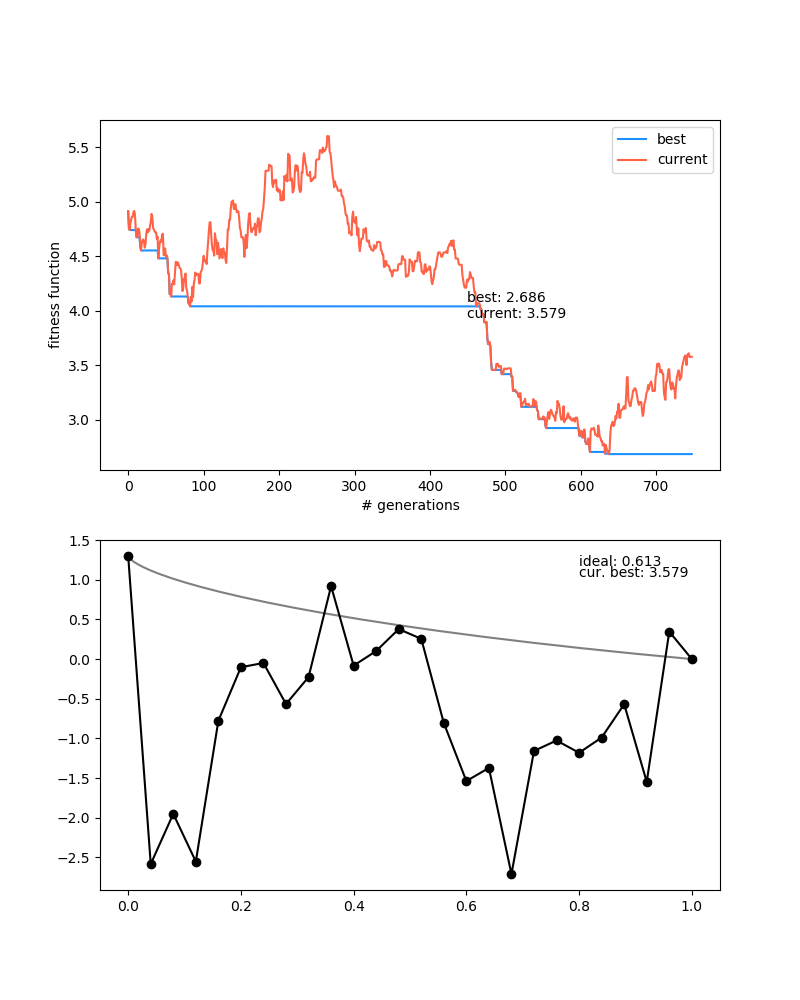 5.5
5.0
4.5
4.0
3.5
3.0
fitness function
best
current
best: 2.686
current: 3.579
0 100 200 300 400 500 600 700
# generations
1.5
1.0
0.5
0.0
−0.5
−1.0
−1.5
−2.0
−2.5
ideal: 0.613
cur. best: 3.579
0.0 0.2 0.4 0.6 0.8 1.0